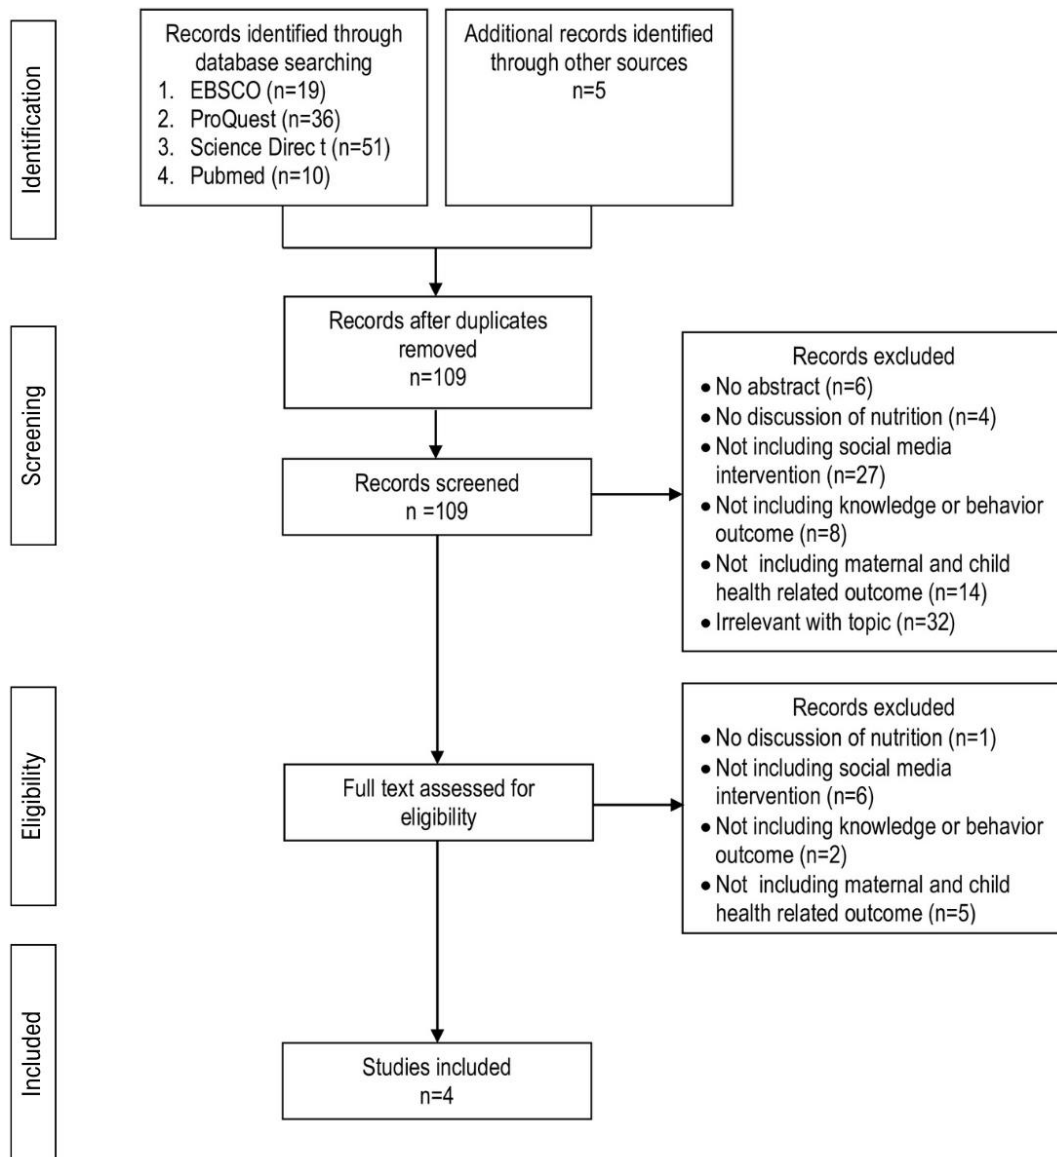 Identification
Records identified through
database searching
1. EBSCO (n=19)
2. ProQuest (n=36)
3. Science Direc t (n=51)
4. Pubmed (n=10)
Additional records identified
through other sources
n=5
Screening
Records after duplicates
removed
n=109
Records screened
n =109
Records excluded
• No abstract (n=6)
• No discussion of nutrition (n=4)
• Not including social media
intervention (n=27)
• Not including knowledge or behavior
outcome (n=8)
• Not including maternal and child
health related outcome (n=14)
• Irrelevant with topic (n=32)
Eligibility
Full text assessed for
eligibility
Records excluded
• No discussion of nutrition (n=1)
• Not including social media
intervention (n=6)
• Not including knowledge or behavior
outcome (n=2)
• Not including maternal and child
health related outcome (n=5)
Included
Studies included
n=4